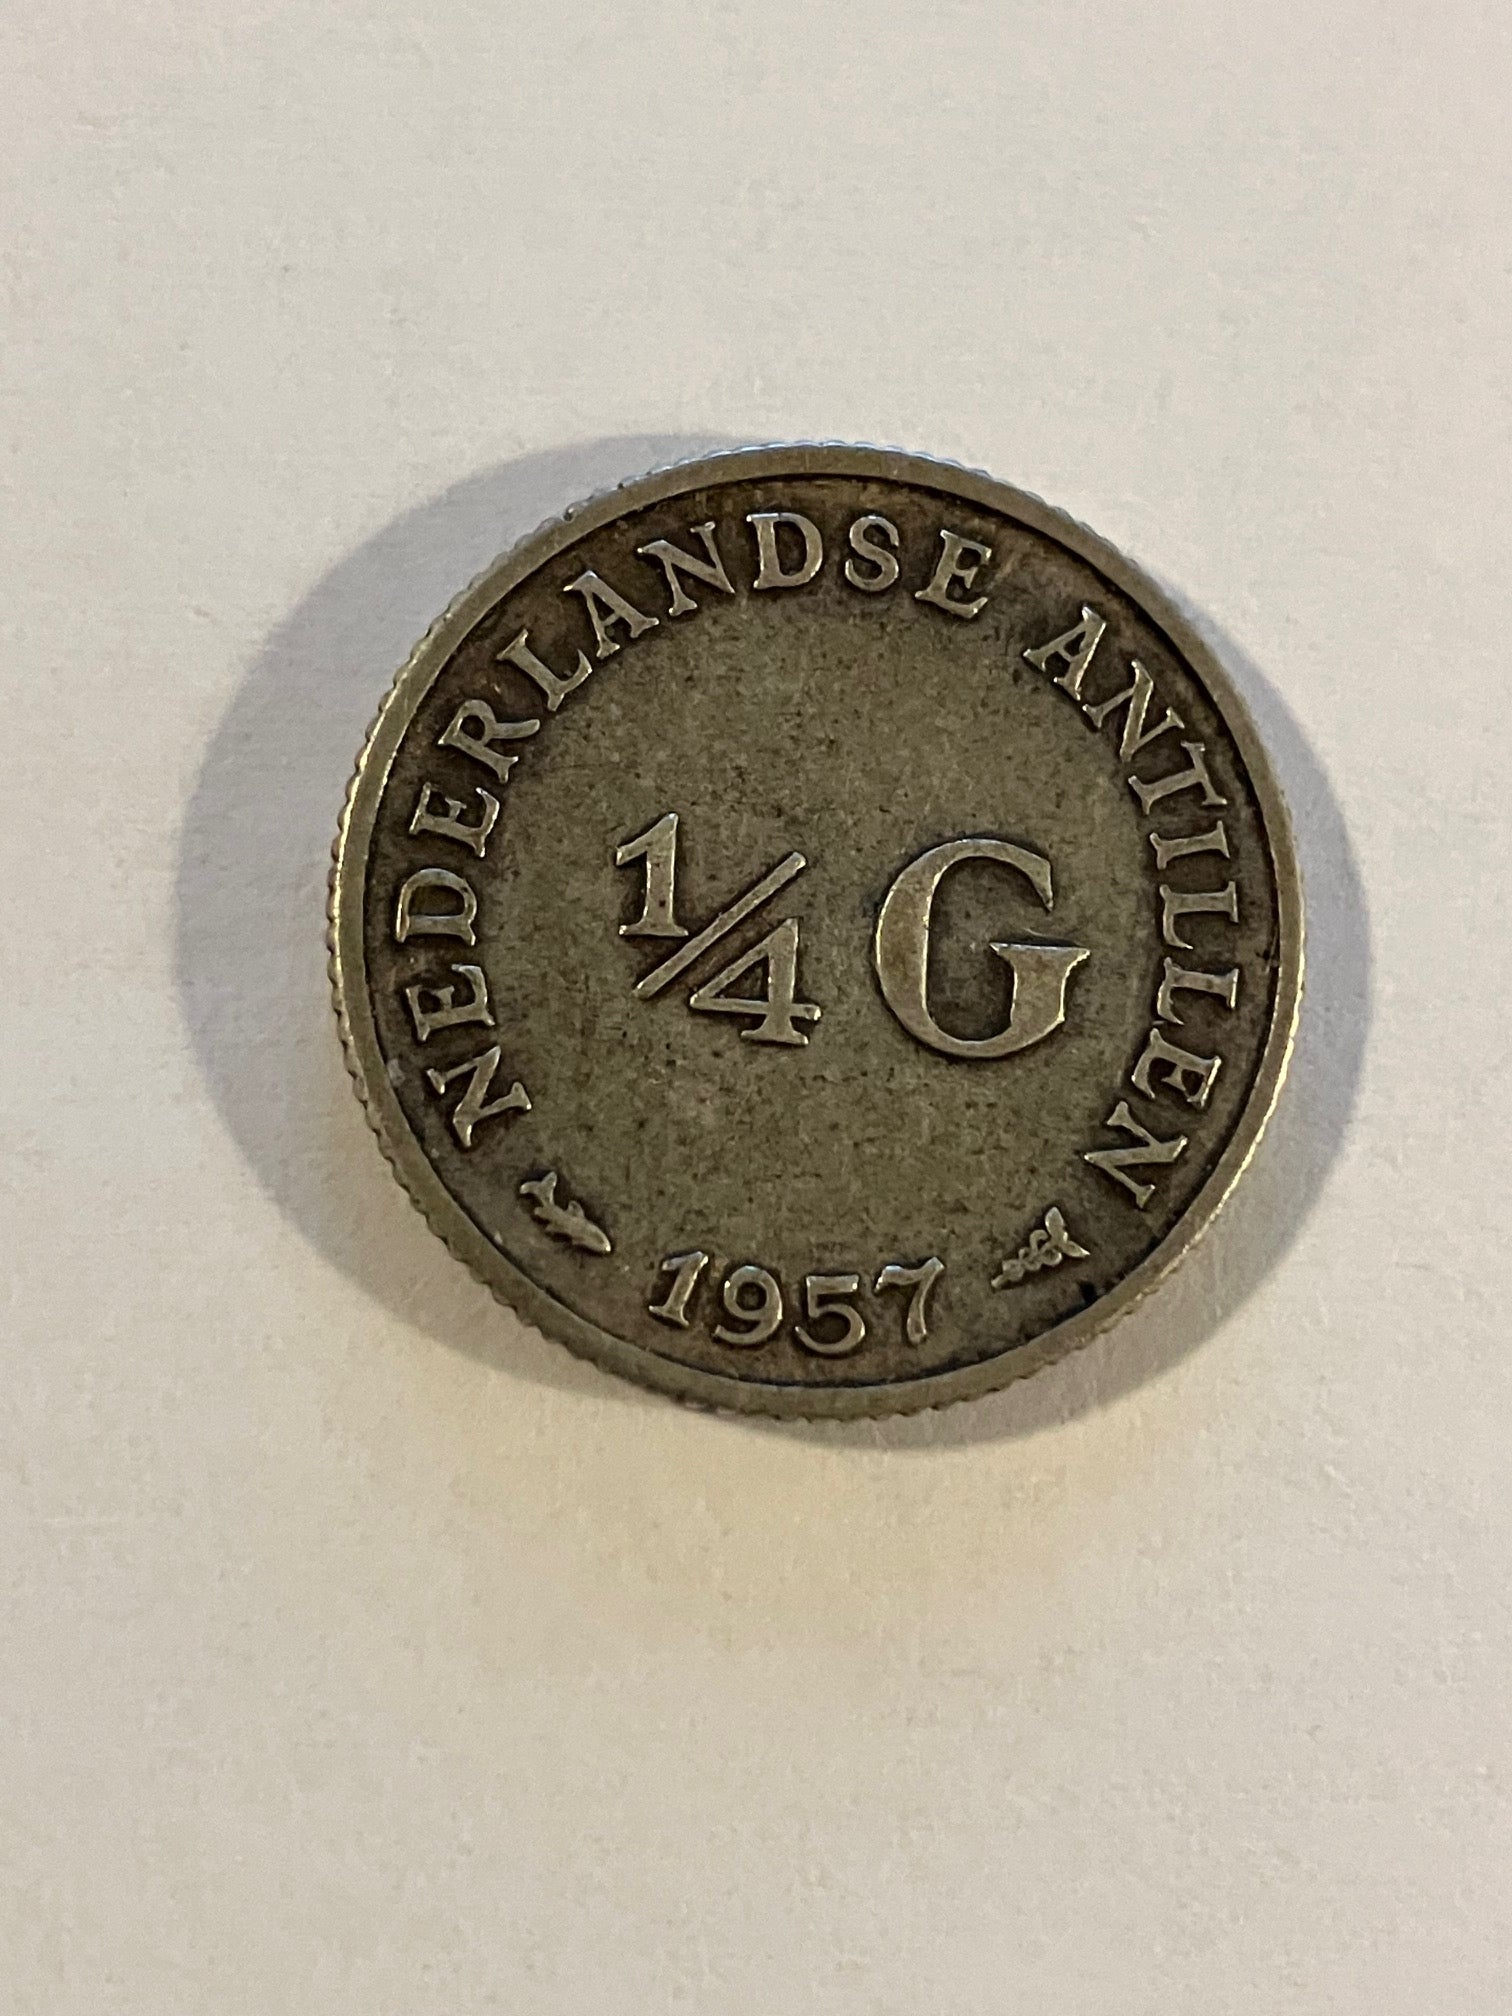 NEDERLANDSE ANTILLEN
1/4 G
1957